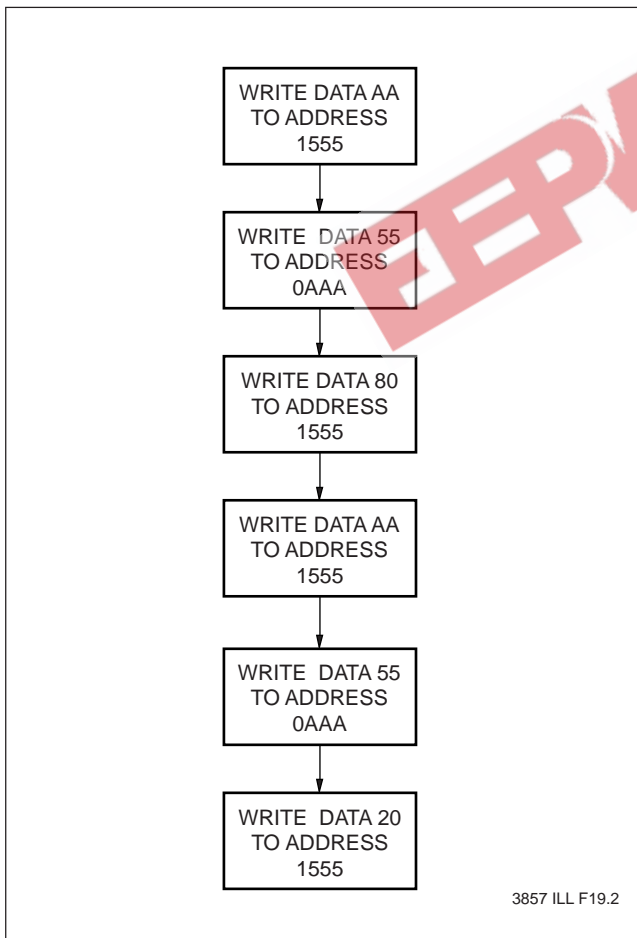 WRITE DATA AA
TO ADDRESS
1555
WRITE DATA 55
TO ADDRESS
0AAA
WRITE DATA 80
TO ADDRESS
1555
WRITE DATA AA
TO ADDRESS
1555
WRITE DATA 55
TO ADDRESS
0AAA
WRITE DATA 20
TO ADDRESS
1555
3857 ILL F19.2